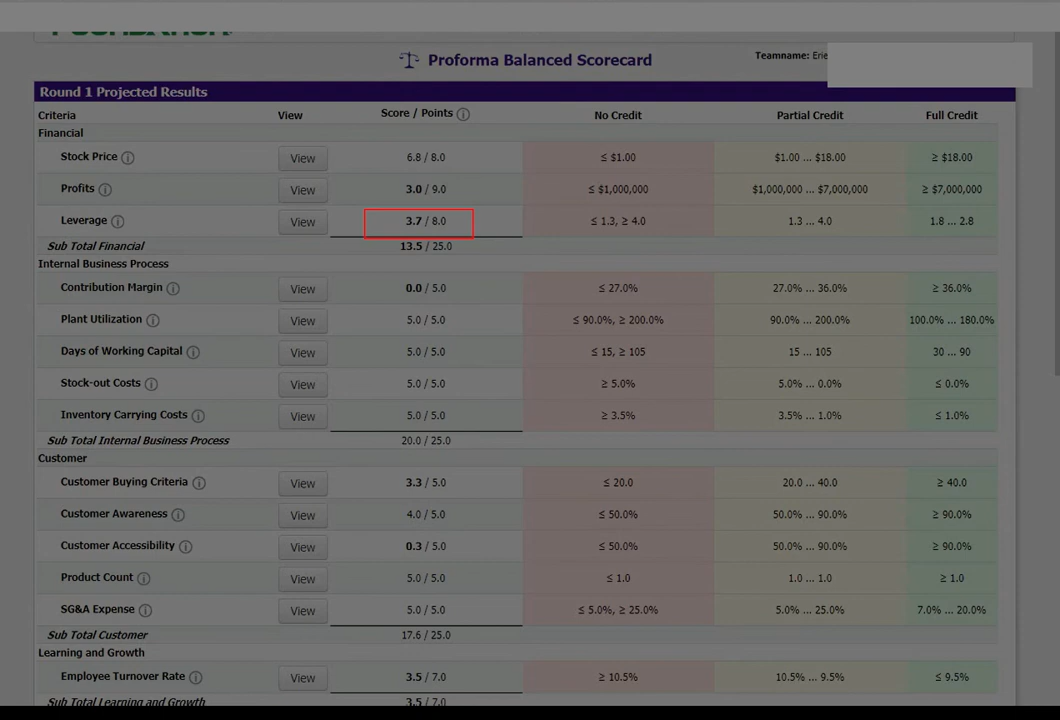 Proforma Balanced Scorecard
Teamname: Erie
Round 1 Projected Results
Criteria View Score / Points No Credit Partial Credit Full Credit
Financial
Stock Price View 6.8 / 8.0 ≤ $1.00 $1.00 ... $18.00 ≥ $18.00
Profits View 3.0 / 9.0 ≤ $1,000,000 $1,000,000 ... $7,000,000 ≥ $7,000,000
Leverage View 3.7 / 8.0 ≤ 1.3, ≥ 4.0 1.3 ... 4.0 1.8 ... 2.8
Sub Total Financial 13.5 / 25.0
Internal Business Process
Contribution Margin View 0.0 / 5.0 ≤ 27.0% 27.0% ... 36.0% ≥ 36.0%
Plant Utilization View 5.0 / 5.0 ≤ 90.0%, ≥ 200.0% 90.0% ... 200.0% 100.0% ... 180.0%
Days of Working Capital View 5.0 / 5.0 ≤ 15, ≥ 105 15 ... 105 30 ... 90
Stock-out Costs View 5.0 / 5.0 ≥ 5.0% 5.0% ... 0.0% ≤ 0.0%
Inventory Carrying Costs View 5.0 / 5.0 ≥ 3.5% 3.5% ... 1.0% ≤ 1.0%
Sub Total Internal Business Process 20.0 / 25.0
Customer
Customer Buying Criteria View 3.3 / 5.0 ≤ 20.0 20.0 ... 40.0 ≥ 40.0
Customer Awareness View 4.0 / 5.0 ≤ 50.0% 50.0% ... 90.0% ≥ 90.0%
Customer Accessibility View 0.3 / 5.0 ≤ 50.0% 50.0% ... 90.0% ≥ 90.0%
Product Count View 5.0 / 5.0 ≤ 1.0 1.0 ... 1.0 ≥ 1.0
SG&A Expense View 5.0 / 5.0 ≤ 5.0%, ≥ 25.0% 5.0% ... 25.0% 7.0% ... 20.0%
Sub Total Customer 17.6 / 25.0
Learning and Growth
Employee Turnover Rate View 3.5 / 7.0 ≥ 10.5% 10.5% ... 9.5% ≤ 9.5%
Sub Total Learning and Growth 3.5 / 7.0